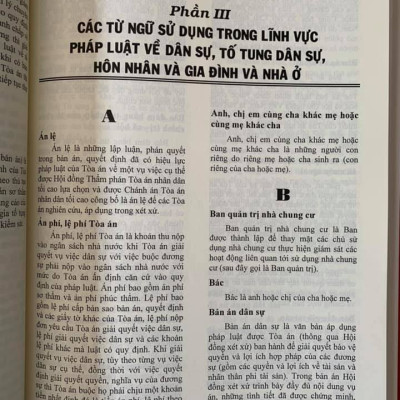 Phần III
CÁC TỪ NGỮ SỬ DỤNG TRONG LĨNH VỰC
PHÁP LUẬT VỀ DÂN SỰ, TỐ TỤNG DÂN SỰ,
HÔN NHÂN VÀ GIA ĐÌNH VÀ NHÀ Ở
A
Án lệ
Án lệ là những lập luận, phán quyết
trong bản án, quyết định đã có hiệu lực
pháp luật của Tòa án về một vụ việc cụ thể
được Hội đồng Thẩm phán Tòa án nhân dân
tối cao lựa chọn và được Chánh án Tòa án
nhân dân tối cao công bố là án lệ để các Tòa
án nghiên cứu, áp dụng trong xét xử.
Án phí, lệ phí Tòa án
Án phí, lệ phí Tòa án là khoản thu nộp
vào ngân sách nhà nước khi Tòa án giải
quyết vụ việc dân sự với việc buộc đương
sự phải nộp vào ngân sách nhà nước với
mức do Tòa án ấn định căn cứ vào quy
định của pháp luật. Án phí bao gồm án phí
sơ thẩm và án phí phúc thẩm. Lệ phí bao
gồm lệ phí cấp bản sao bản án, quyết định
và các giấy tờ khác của Tòa án, lệ phí nộp
đơn yêu cầu Tòa án giải quyết việc dân sự,
lệ phí giải quyết việc dân sự và các khoản
lệ phí khác mà luật có quy định. Khi giải
quyết vụ việc dân sự, tùy theo từng vụ việc
dân sự cụ thể, đồng thời với việc quyết
định giải quyết quyền, nghĩa vụ của đương
sự thì Tòa án buộc họ phải chịu một khoản
tiền nhất định đó là tiền án phí, lệ phí theo
Anh, chị em cùng cha khác mẹ hoặc
cùng mẹ khác cha
Anh, chị em cùng cha khác mẹ hoặc
cùng mẹ khác cha là những người con
riêng do riêng mẹ hoặc cha sinh ra (con
riêng của cha hoặc mẹ).
B
Ban quản trị nhà chung cư
Ban quản trị nhà chung cư là Ban
được thành lập để thay mặt các chủ sử
dụng nhà chung cư thực hiện giám sát các
hoạt động liên quan tới sử dụng nhà chung
cư (sau đây gọi là Ban quản trị).
Bác
Bác là anh hoặc chị của cha hoặc mẹ.
Bản án dân sự
Bản án dân sự là văn bản áp dụng
pháp luật được Tòa án (thông qua Hội
đồng xét xử) ban hành để giải quyết bảo vệ
quyền và lợi ích hợp pháp của các đương
sự (gồm các quyền và lợi ích về tài sản và
nhân thân phi tài sản). Trong bản án Hội
đồng xét xử trình bày đầy đủ nội dung vụ
án, những tình tiết đã được chứng minh,